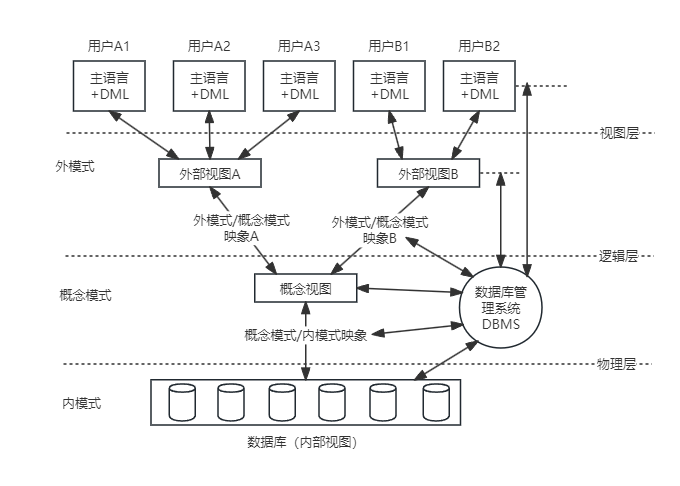 用户A1
用户A2
用户A3
用户B1
用户B2
主语言
+DML
主语言
+DML
主语言
+DML
主语言
+DML
主语言
+DML
视图层
外模式
外部视图A
外部视图B
外模式/概念模式
映象A
外模式/概念模式
映象B
逻辑层
概念模式
概念视图
数据库管
理系统
DBMS
概念模式/内模式映象
物理层
内模式
数据库（内部视图）